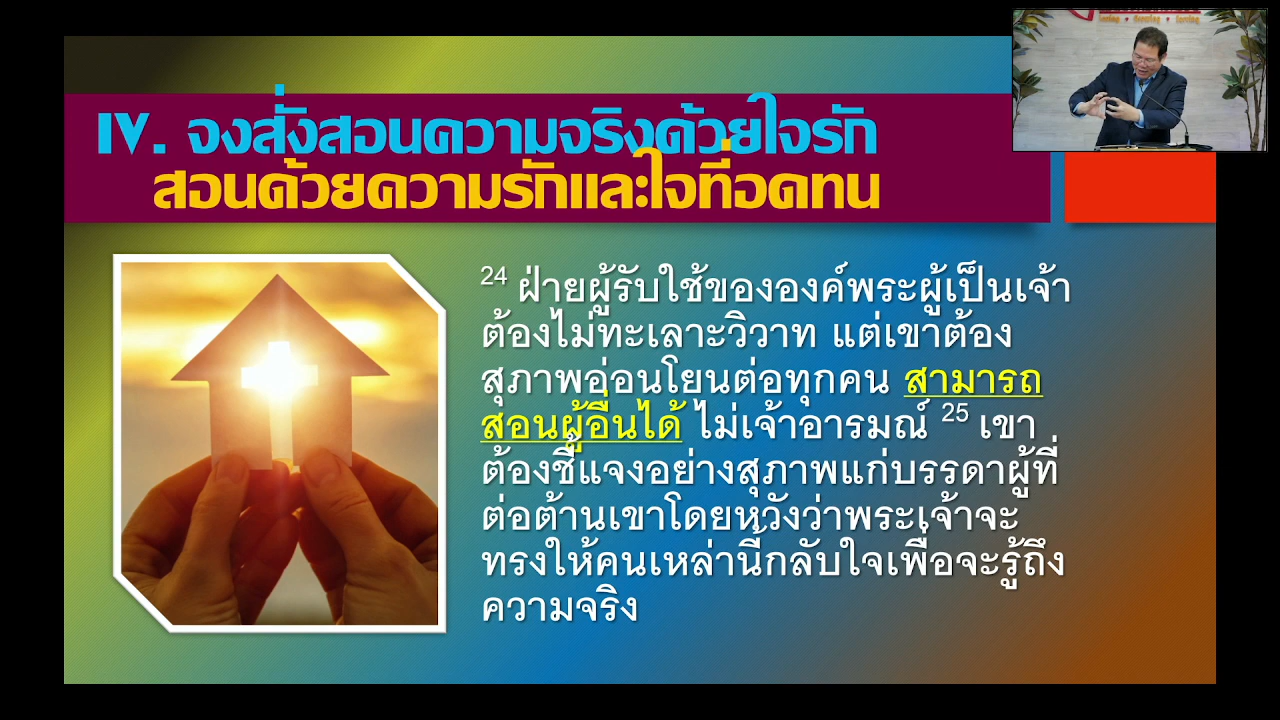 IV. จงสั่งสอนความจริงด้วยใจรัก
สอนด้วยความรักและใจที่อดทน
24 ฝ่ายผู้รับใช้ขององค์พระผู้เป็นเจ้า
ต้องไม่ทะเลาะวิวาท แต่เขาต้อง
สุภาพอ่อนโยนต่อทุกคน สามารถ
สอนผู้อื่นได้ ไม่เจ้าอารมณ์ 25 เขา
ต้องชี้แจงอย่างสุภาพแก่บรรดาผู้ที่
ต่อต้านเขาโดยหวังว่าพระเจ้าจะ
ทรงให้คนเหล่านี้กลับใจเพื่อจะรู้ถึง
ความจริง